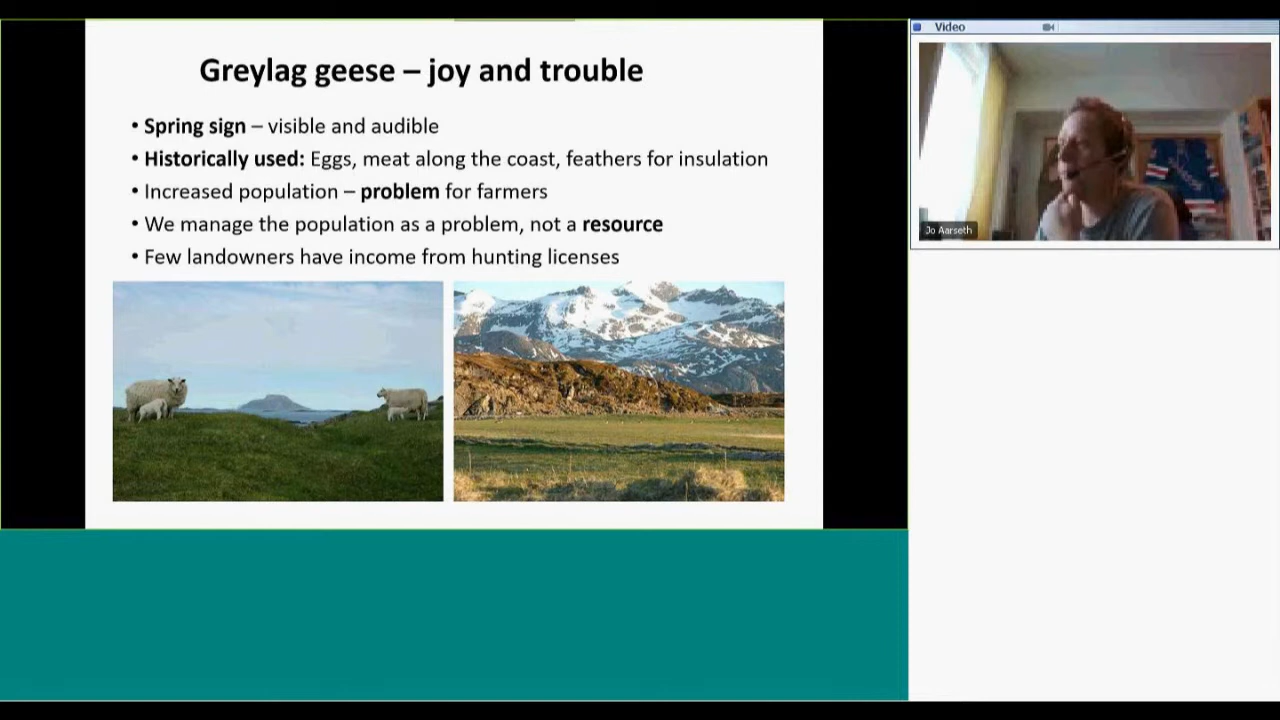 Greylag geese – joy and trouble
• Spring sign – visible and audible
• Historically used: Eggs, meat along the coast, feathers for insulation
• Increased population – problem for farmers
• We manage the population as a problem, not a resource
• Few landowners have income from hunting licenses
Video
Jo Aarseth